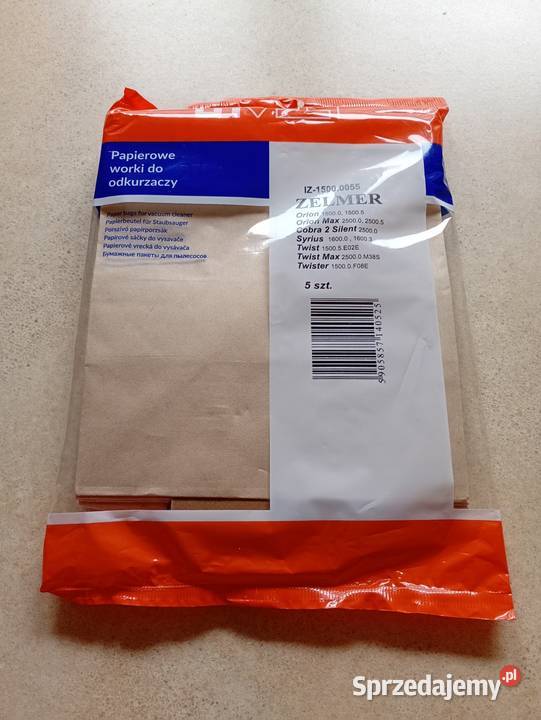 Papierowe
worki do
odkurzaczy
Paper bags for vacuum cleaner
Papierbeutel für Staubsauger
Porszívó papírporzsák
Papírové sáčky do vysavače
Papierové vrecká do vysávača
Бумажные пакеты для пылесосов
IZ-1500.0055
ZELMER
Orion 1500.0, 1500.5
Orion Max 2500.0, 2500.5
Cobra 2 Silent 2500.0
Syrius 1600.0, 1600.3
Twist 1500.5.E02E
Twist Max 2500.0.M38S
Twister 1500.0.F08E
5 szt.
5905857140525
Sprzedajemy.pl